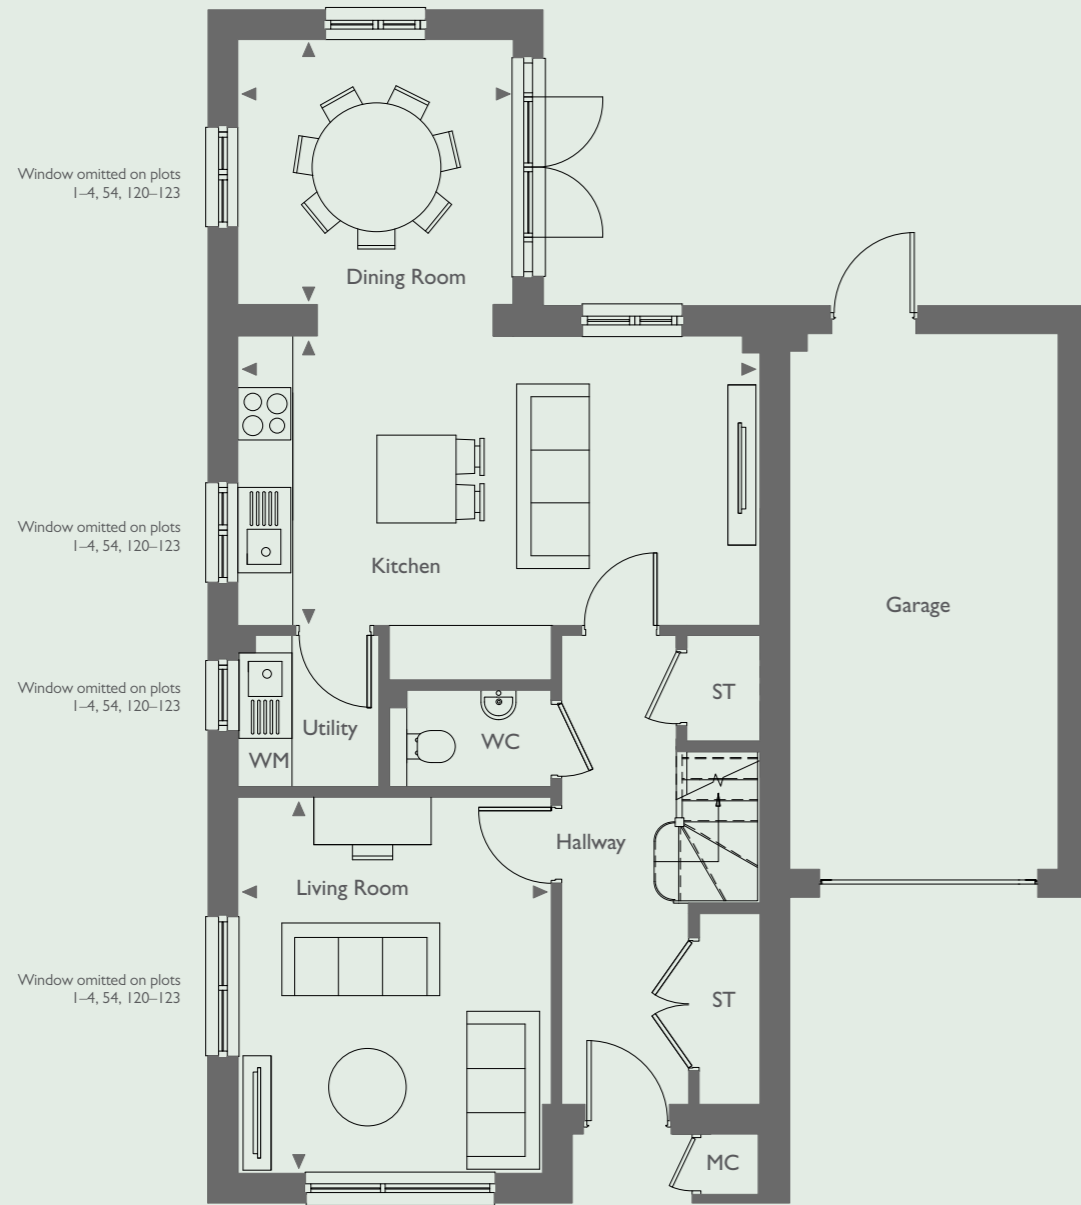 Window omitted on plots
1–4, 54, 120–123
Dining Room
Window omitted on plots
1–4, 54, 120–123
Kitchen
Garage
Window omitted on plots
1–4, 54, 120–123
ST
Utility
WC
WM
Hallway
Living Room
Window omitted on plots
1–4, 54, 120–123
ST
MC